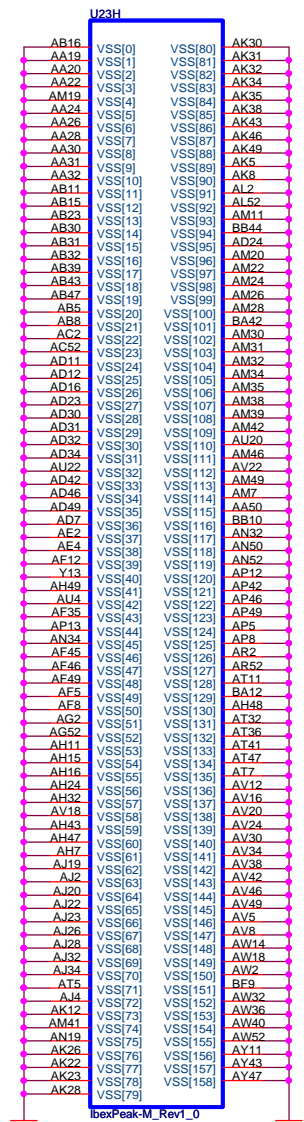 U23H
AB16 VSS[0] VSS[80] AK30
AA19 VSS[1] VSS[81] AK31
AA20 VSS[2] VSS[82] AK32
AA22 VSS[3] VSS[83] AK34
AM19 VSS[4] VSS[84] AK35
AA24 VSS[5] VSS[85] AK38
AA26 VSS[6] VSS[86] AK43
AA28 VSS[7] VSS[87] AK46
AA30 VSS[8] VSS[88] AK49
AA31 VSS[9] VSS[89] AK5
AA32 VSS[10] VSS[90] AK8
AB11 VSS[11] VSS[91] AL2
AB15 VSS[12] VSS[92] AL52
AB23 VSS[13] VSS[93] AM11
AB30 VSS[14] VSS[94] BB44
AB31 VSS[15] VSS[95] AD24
AB32 VSS[16] VSS[96] AM20
AB39 VSS[17] VSS[97] AM22
AB43 VSS[18] VSS[98] AM24
AB47 VSS[19] VSS[99] AM26
AB5 VSS[20] VSS[100] AM28
AB8 VSS[21] VSS[101] BA42
AC2 VSS[22] VSS[102] AM30
AC52 VSS[23] VSS[103] AM31
AD11 VSS[24] VSS[104] AM32
AD12 VSS[25] VSS[105] AM34
AD16 VSS[26] VSS[106] AM35
AD23 VSS[27] VSS[107] AM38
AD30 VSS[28] VSS[108] AM39
AD31 VSS[29] VSS[109] AM42
AD32 VSS[30] VSS[110] AU20
AD34 VSS[31] VSS[111] AM46
AU22 VSS[32] VSS[112] AV22
AD42 VSS[33] VSS[113] AM49
AD46 VSS[34] VSS[114] AM7
AD49 VSS[35] VSS[115] AA50
AD7 VSS[36] VSS[116] BB10
AE2 VSS[37] VSS[117] AN32
AE4 VSS[38] VSS[118] AN50
AF12 VSS[39] VSS[119] AN52
Y13 VSS[40] VSS[120] AP12
AH49 VSS[41] VSS[121] AP42
AU4 VSS[42] VSS[122] AP46
AF35 VSS[43] VSS[123] AP49
AP13 VSS[44] VSS[124] AP5
AN34 VSS[45] VSS[125] AP8
AF45 VSS[46] VSS[126] AR2
AF46 VSS[47] VSS[127] AR52
AF49 VSS[48] VSS[128] AT11
AF5 VSS[49] VSS[129] BA12
AF8 VSS[50] VSS[130] AH48
AG2 VSS[51] VSS[131] AT32
AG52 VSS[52] VSS[132] AT36
AH11 VSS[53] VSS[133] AT41
AH15 VSS[54] VSS[134] AT47
AH16 VSS[55] VSS[135] AT7
AH24 VSS[56] VSS[136] AV12
AH32 VSS[57] VSS[137] AV16
AV18 VSS[58] VSS[138] AV20
AH43 VSS[59] VSS[139] AV24
AH47 VSS[60] VSS[140] AV30
AH7 VSS[61] VSS[141] AV34
AJ19 VSS[62] VSS[142] AV38
AJ2 VSS[63] VSS[143] AV42
AJ20 VSS[64] VSS[144] AV46
AJ22 VSS[65] VSS[145] AV49
AJ23 VSS[66] VSS[146] AV5
AJ26 VSS[67] VSS[147] AV8
AJ28 VSS[68] VSS[148] AW14
AJ32 VSS[69] VSS[149] AW18
AJ34 VSS[70] VSS[150] AW2
AT5 VSS[71] VSS[151] BF9
AJ4 VSS[72] VSS[152] AW32
AK12 VSS[73] VSS[153] AW36
AM41 VSS[74] VSS[154] AW40
AN19 VSS[75] VSS[155] AW52
AK26 VSS[76] VSS[156] AY11
AK22 VSS[77] VSS[157] AY43
AK23 VSS[78] VSS[158] AY47
AK28 VSS[79]
IbexPeak-M_Rev1_0